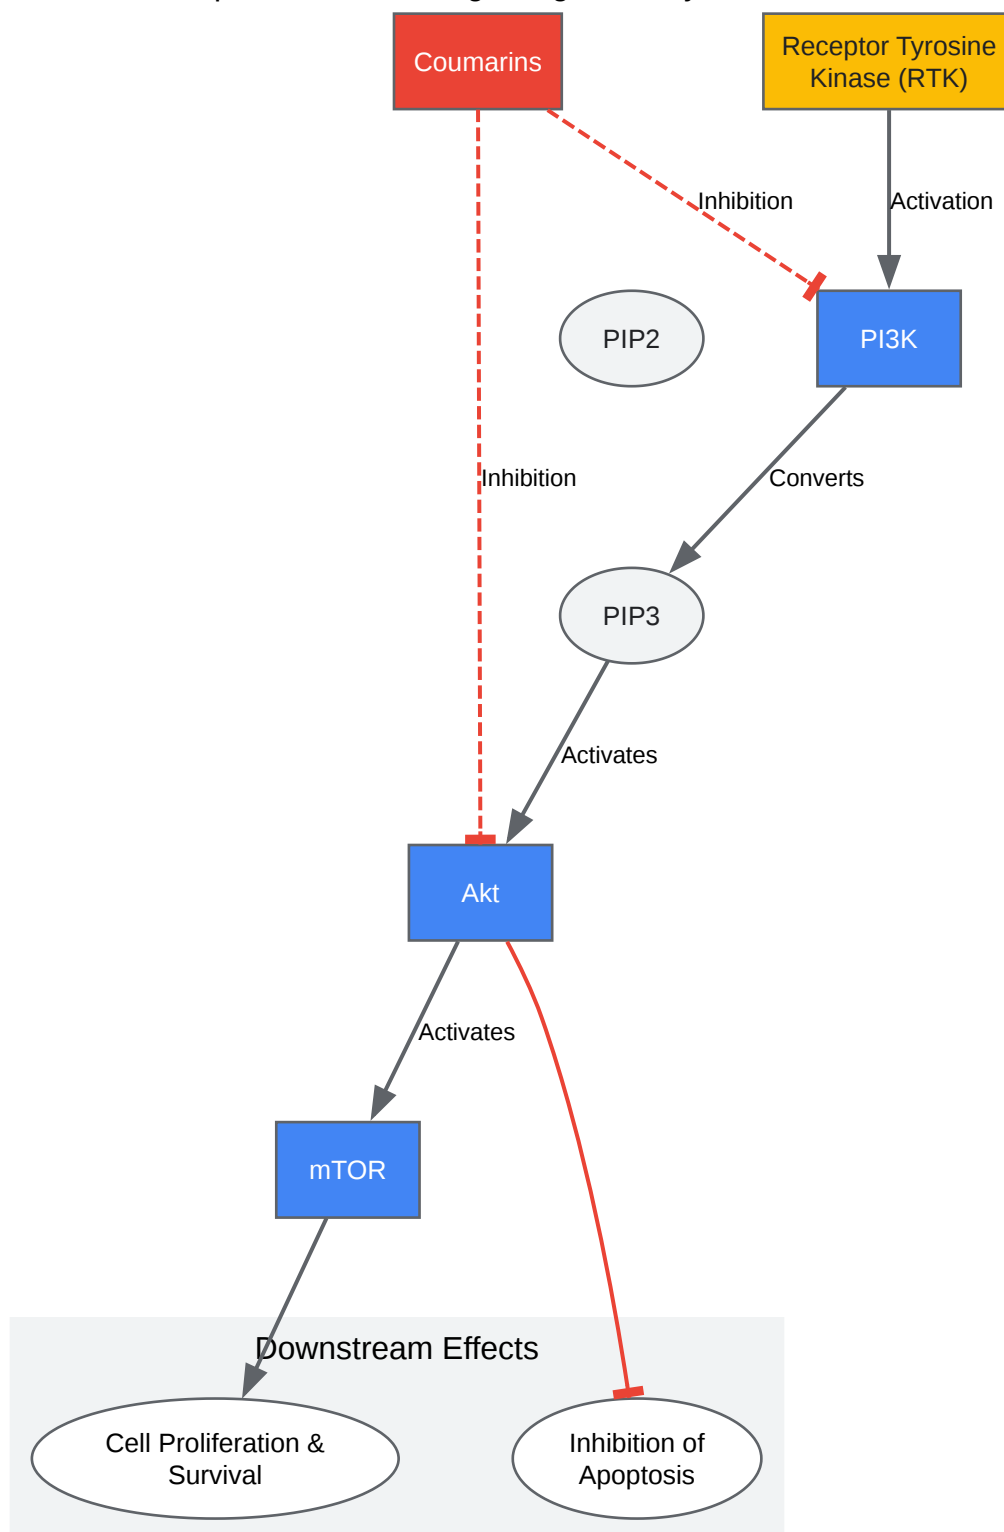 Coumarins
Receptor Tyrosine
Kinase (RTK)
Inhibition
Activation
PIP2
PI3K
Inhibition
Converts
PIP3
Activates
Akt
Activates
mTOR
Downstream Effects
Cell Proliferation &
Survival
Inhibition of
Apoptosis